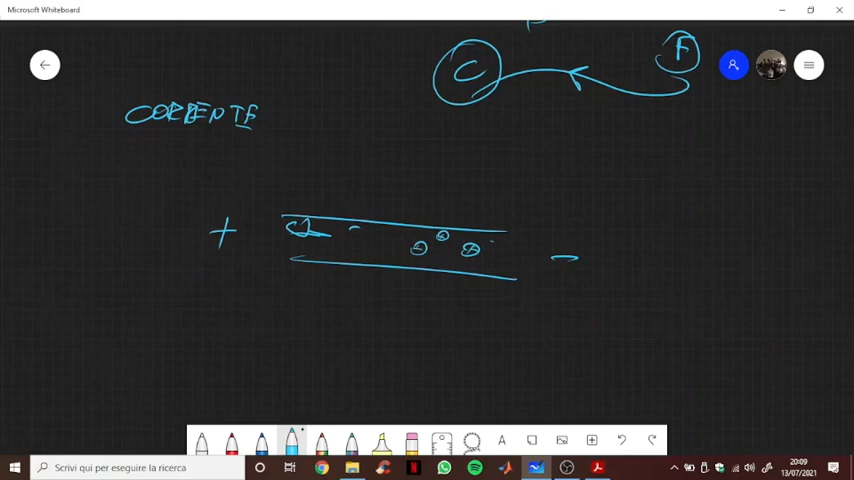 Microsoft Whiteboard
C
F
CORRENTE
+
-
Scrivi qui per eseguire la ricerca
20:09
13/07/2021